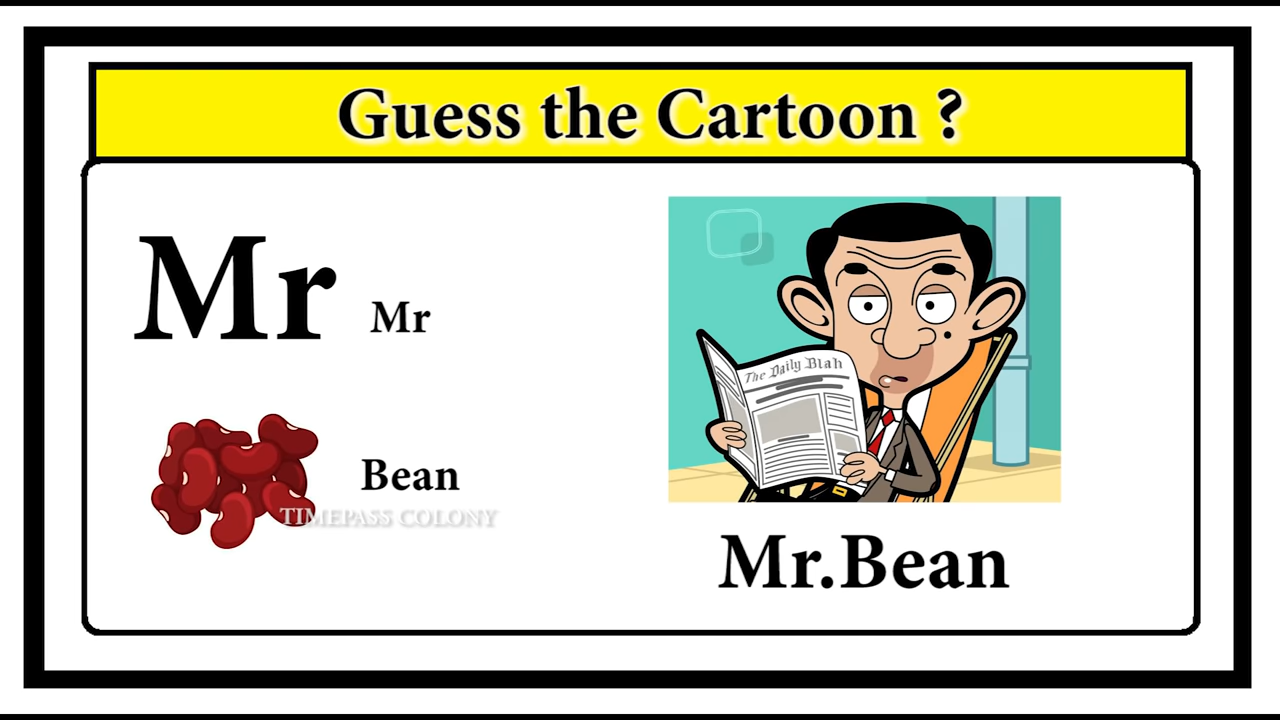 Guess the Cartoon ?
Mr Mr
Bean
TIMEPASS COLONY
The Daily Blah
Mr.Bean